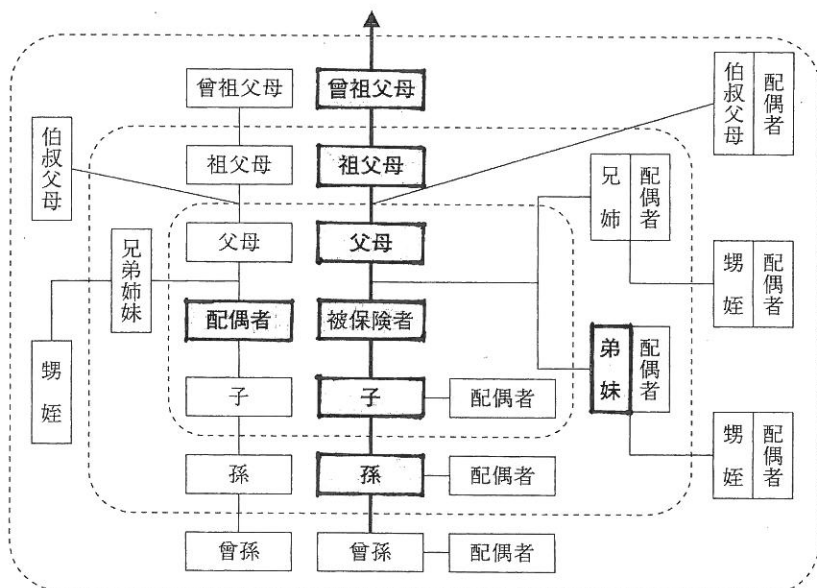 曾祖父母
曾祖父母
伯叔父母
配偶者
伯叔父母
祖父母
祖父母
兄姉
配偶者
父母
父母
兄弟姉妹
甥姪
配偶者
配偶者
被保険者
弟妹
配偶者
甥姪
子
子
配偶者
甥姪
配偶者
孫
孫
配偶者
曾孫
曾孫
配偶者